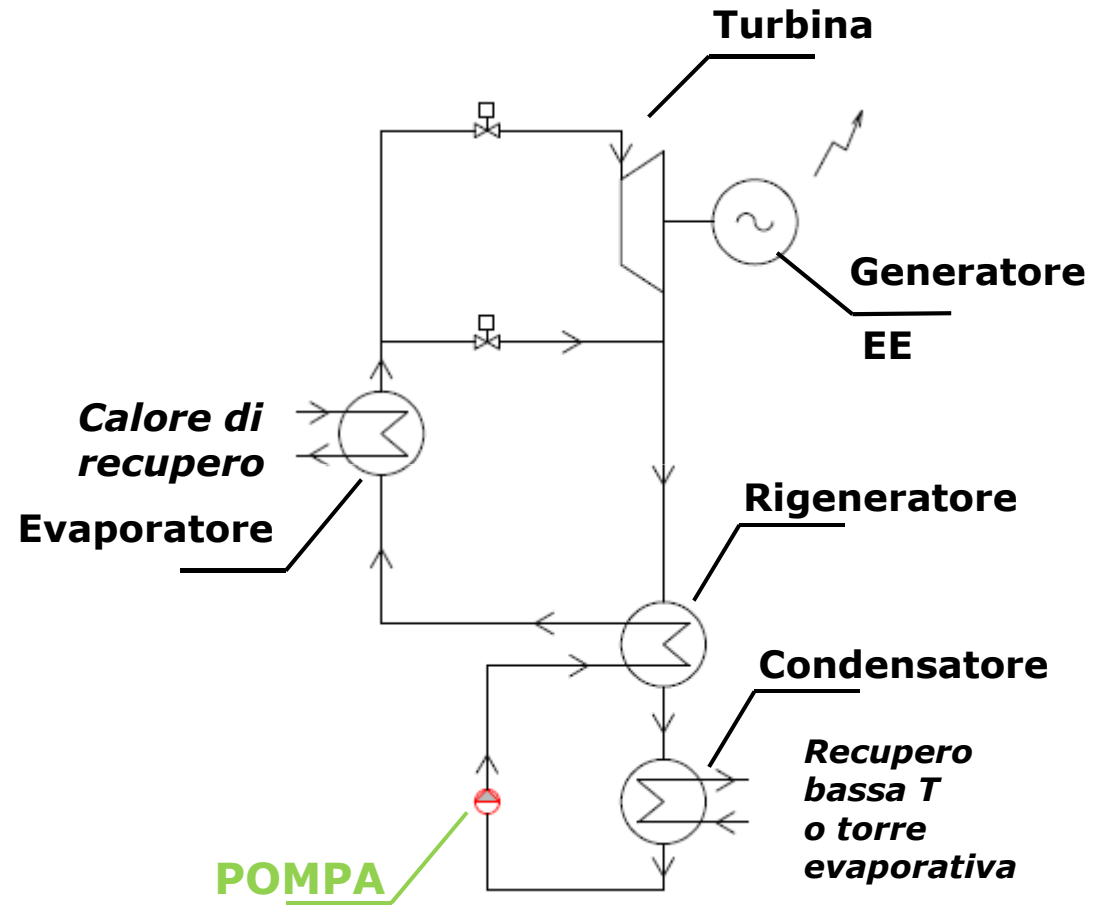 Turbina
Generatore
EE
Calore di
recupero
Evaporatore
Rigeneratore
Condensatore
Recupero
bassa T
o torre
evaporativa
POMPA